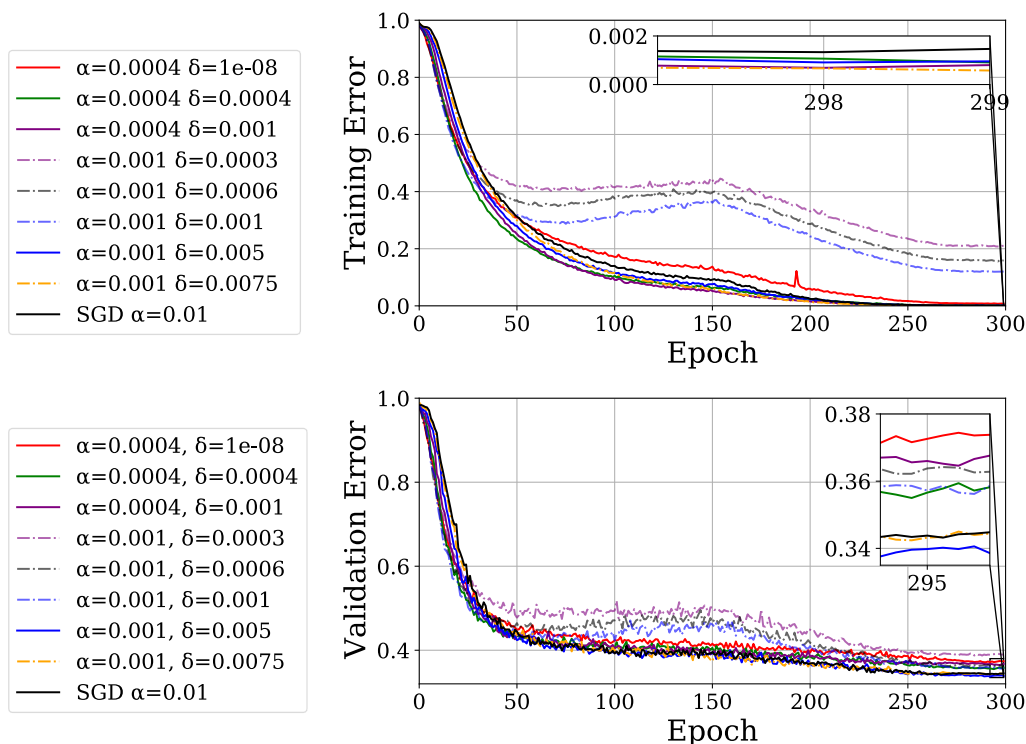 α=0.0004 δ=1e-08
α=0.0004 δ=0.0004
α=0.0004 δ=0.001
α=0.001 δ=0.0003
α=0.001 δ=0.0006
α=0.001 δ=0.001
α=0.001 δ=0.005
α=0.001 δ=0.0075
SGD α=0.01
Training Error
1.0
0.8
0.6
0.4
0.2
0.0
0.002
0.000
298
299
0 50 100 150 200 250 300
Epoch
α=0.0004, δ=1e-08
α=0.0004, δ=0.0004
α=0.0004, δ=0.001
α=0.001, δ=0.0003
α=0.001, δ=0.0006
α=0.001, δ=0.001
α=0.001, δ=0.005
α=0.001, δ=0.0075
SGD α=0.01
Validation Error
1.0
0.8
0.6
0.4
0.38
0.36
0.34
295
0 50 100 150 200 250 300
Epoch